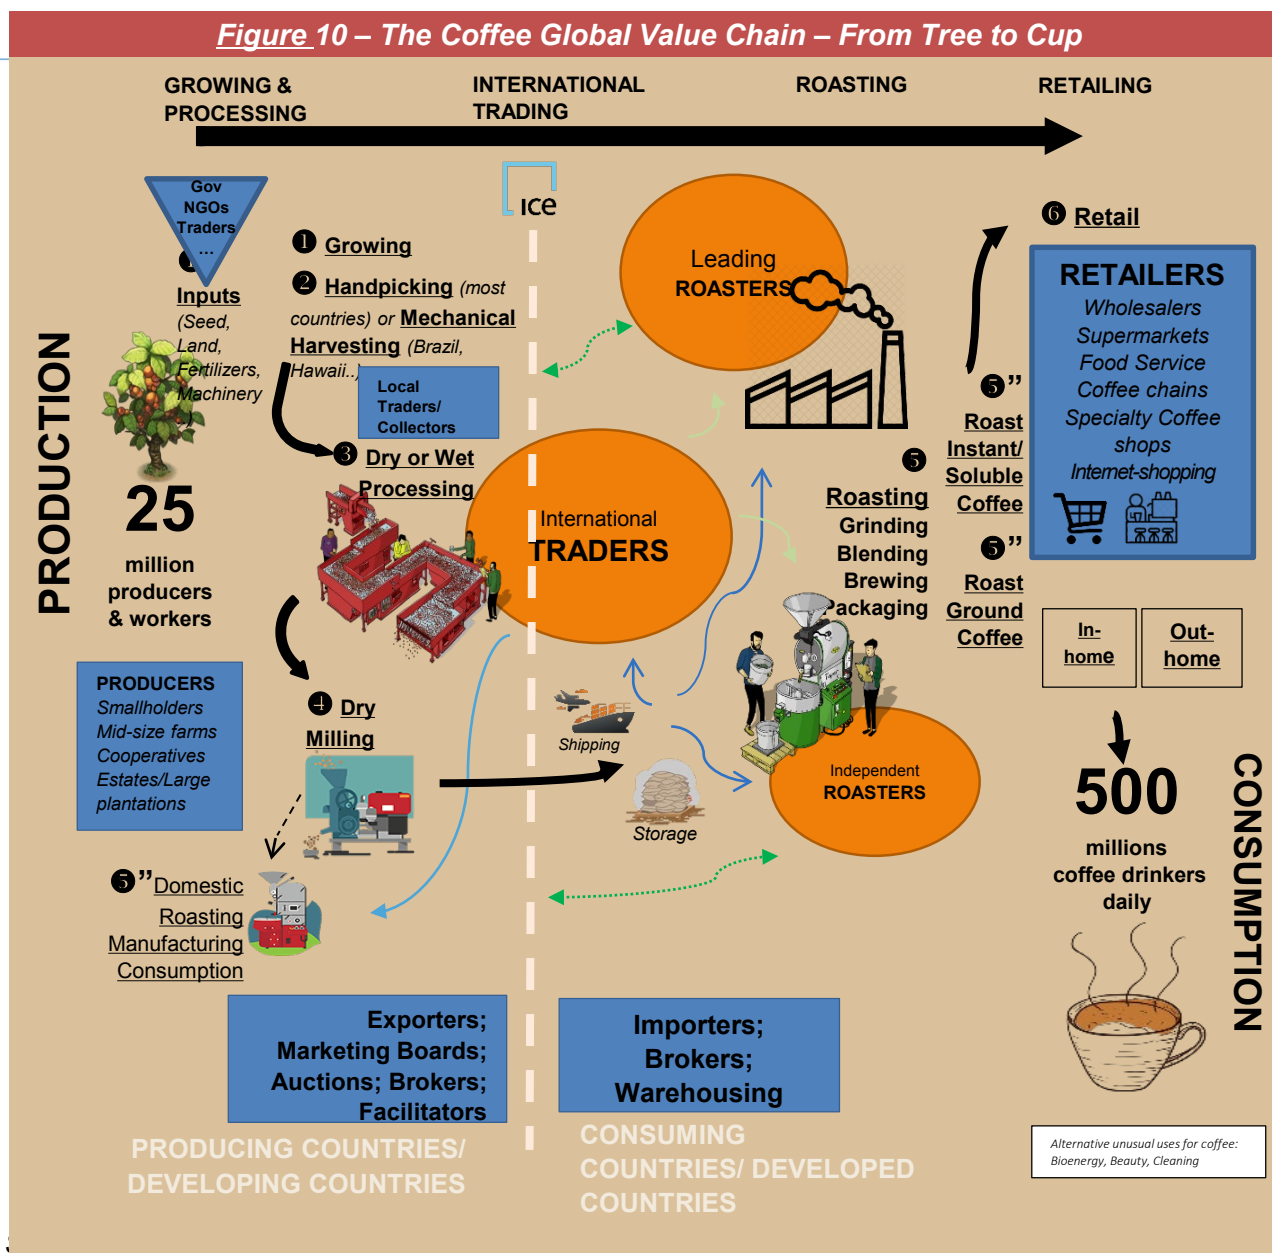 Figure 10 – The Coffee Global Value Chain – From Tree to Cup
GROWING &
PROCESSING
INTERNATIONAL
TRADING
ROASTING
RETAILING
Gov
NGOs
Traders
...
ice
❶ Growing
❷ Handpicking (most
countries) or Mechanical
Harvesting (Brazil,
Hawaii..)
Inputs
(Seed,
Land,
Fertilizers,
Machinery
Local
Traders/
Collectors
❸ Dry or Wet
Processing
PRODUCTION
25
million
producers
& workers
PRODUCERS
Smallholders
Mid-size farms
Cooperatives
Estates/Large
plantations
❹ Dry
Milling
❺” Domestic
Roasting
Manufacturing
Consumption
Leading
ROASTERS
International
TRADERS
Shipping
Storage
Independent
ROASTERS
❺
Roasting
Grinding
Blending
Brewing
Packaging
❺”
Roast
Instant/
Soluble
Coffee
❺”
Roast
Ground
Coffee
❻ Retail
RETAILERS
Wholesalers
Supermarkets
Food Service
Coffee chains
Specialty Coffee
shops
Internet-shopping
In-
home
Out-
home
500
millions
coffee drinkers
daily
CONSUMPTION
Exporters;
Marketing Boards;
Auctions; Brokers;
Facilitators
Importers;
Brokers;
Warehousing
PRODUCING COUNTRIES/
DEVELOPING COUNTRIES
CONSUMING
COUNTRIES/ DEVELOPED
COUNTRIES
Alternative unusual uses for coffee:
Bioenergy, Beauty, Cleaning